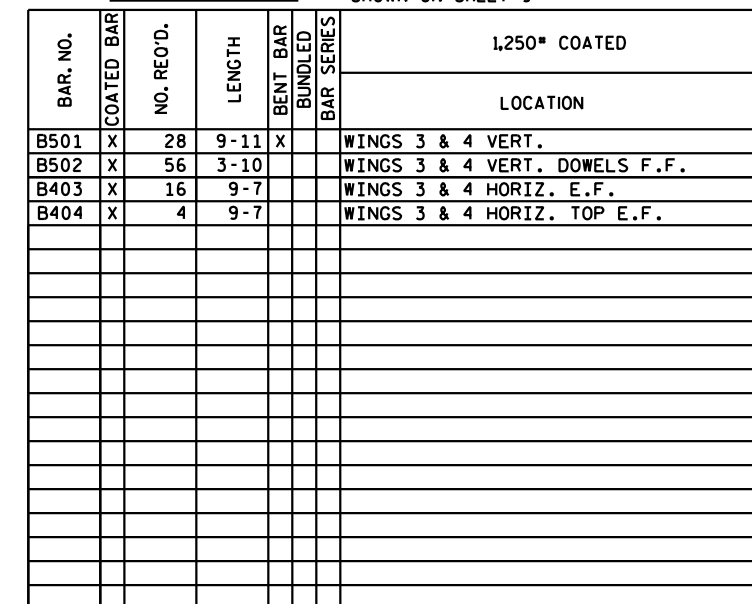 BAR. NO.
COATED BAR
NO. REQ'D.
LENGTH
BENT BAR
BUNDLED
BAR SERIES
1,250# COATED
LOCATION
B501 X 28 9-11 X WINGS 3 & 4 VERT.
B502 X 56 3-10 WINGS 3 & 4 VERT. DOWELS F.F.
B403 X 16 9-7 WINGS 3 & 4 HORIZ. E.F.
B404 X 4 9-7 WINGS 3 & 4 HORIZ. TOP E.F.